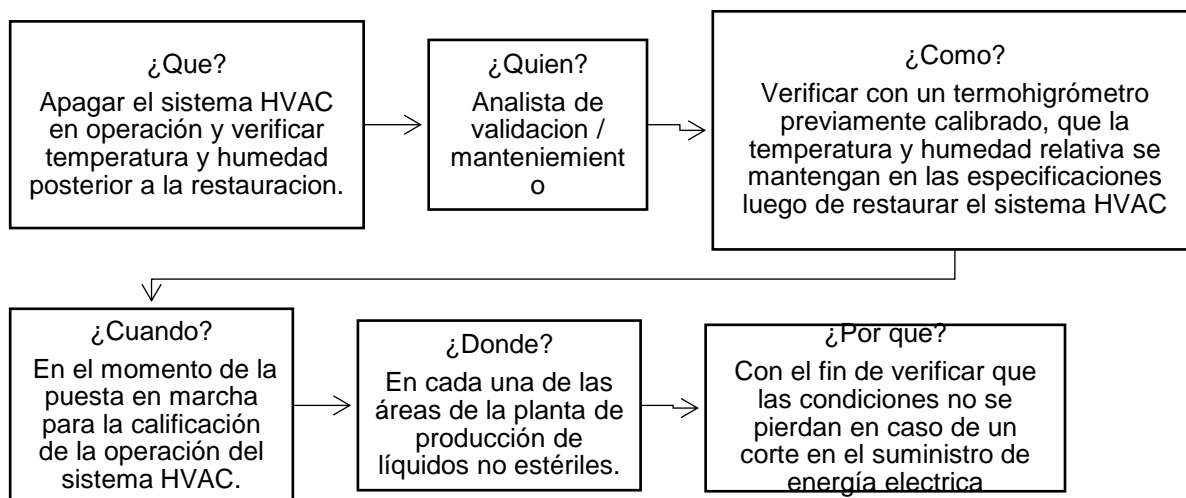 ¿Que?
Apagar el sistema HVAC
en operación y verificar
temperatura y humedad
posterior a la restauracion.
¿Quien?
Analista de
validacion /
manteniemient
o
¿Como?
Verificar con un termohigrómetro
previamente calibrado, que la
temperatura y humedad relativa se
mantengan en las especificaciones
luego de restaurar el sistema HVAC
¿Cuando?
En el momento de la
puesta en marcha
para la calificación
de la operación del
sistema HVAC.
¿Donde?
En cada una de las
áreas de la planta de
producción de
líquidos no estériles.
¿Por que?
Con el fin de verificar que
las condiciones no se
pierdan en caso de un
corte en el suministro de
energía electrica